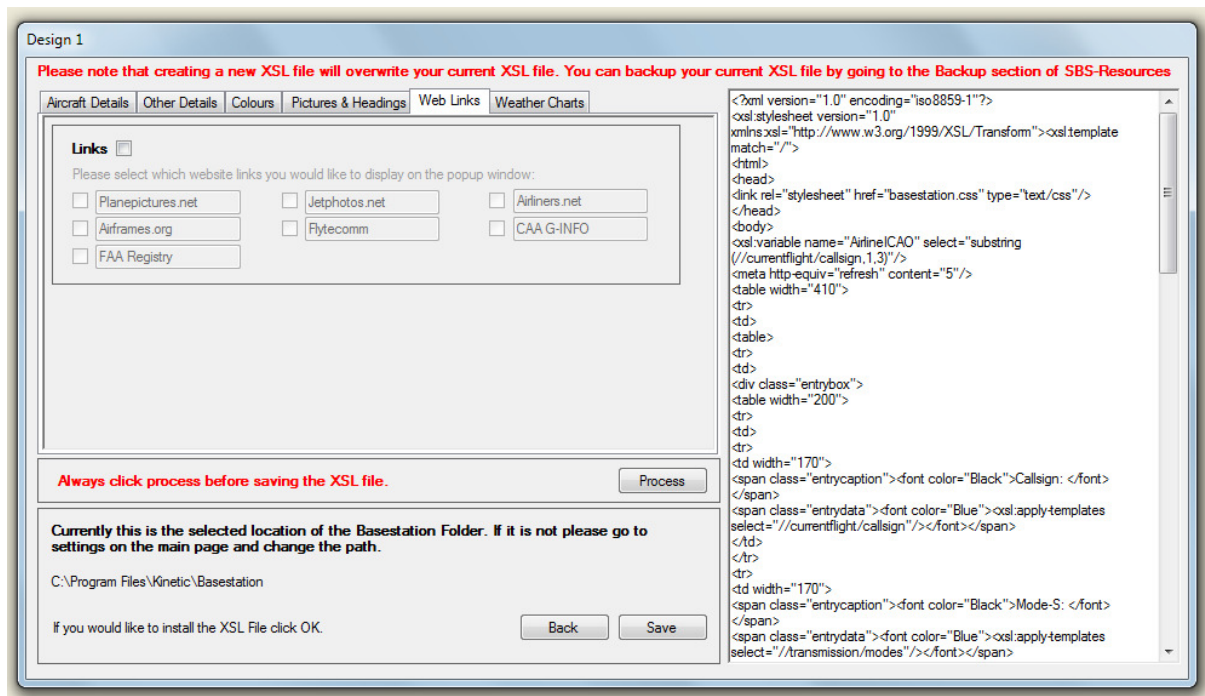 Design 1
Please note that creating a new XSL file will overwrite your current XSL file. You can backup your current XSL file by going to the Backup section of SBS-Resources
Aircraft Details Other Details Colours Pictures & Headings Web Links Weather Charts
Links
Please select which website links you would like to display on the popup window:
Planepictures.net Jetphotos.net Airliners.net
Airframes.org Flytecomm CAA G-INFO
FAA Registry
Always click process before saving the XSL file.
Process
Currently this is the selected location of the Basestation Folder. If it is not please go to
settings on the main page and change the path.
C:\Program Files\Kinetic\Basestation
If you would like to install the XSL File click OK.
Back Save
<?xml version="1.0" encoding="iso8859-1"?>
<xsl:stylesheet version="1.0"
xmlns:xsl="http://www.w3.org/1999/XSL/Transform"><xsl:template
match="/">
<html>
<head>
<link rel="stylesheet" href="basestation.css" type="text/css"/>
</head>
<body>
<xsl:variable name="AirlineICAO" select="substring
(//currentflight/callsign,1,3)"/>
<meta http-equiv="refresh" content="5"/>
<table width="410">
<tr>
<td>
<table>
<tr>
<td>
<div class="entrybox">
<table width="200">
<tr>
<td>
<tr>
<td width="170">
<span class="entrycaption"><font color="Black">Callsign: </font>
</span>
<span class="entrydata"><font color="Blue"><xsl:apply-templates
select="//currentflight/callsign"/></font></span>
</td>
</tr>
<tr>
<td width="170">
<span class="entrycaption"><font color="Black">Mode-S: </font>
</span>
<span class="entrydata"><font color="Blue"><xsl:apply-templates
select="//transmission/modes"/></font></span>